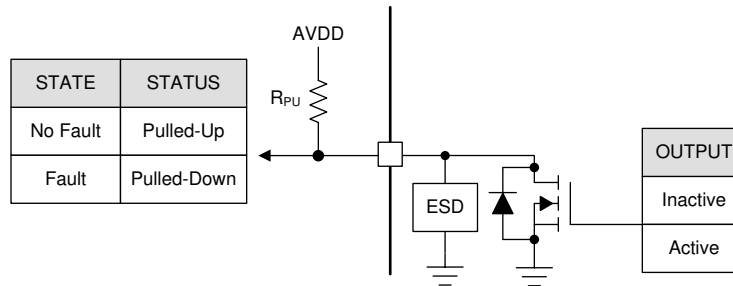 AVDD
STATE STATUS
RPU
No Fault Pulled-Up
Fault Pulled-Down
ESD
OUTPUT
Inactive
Active